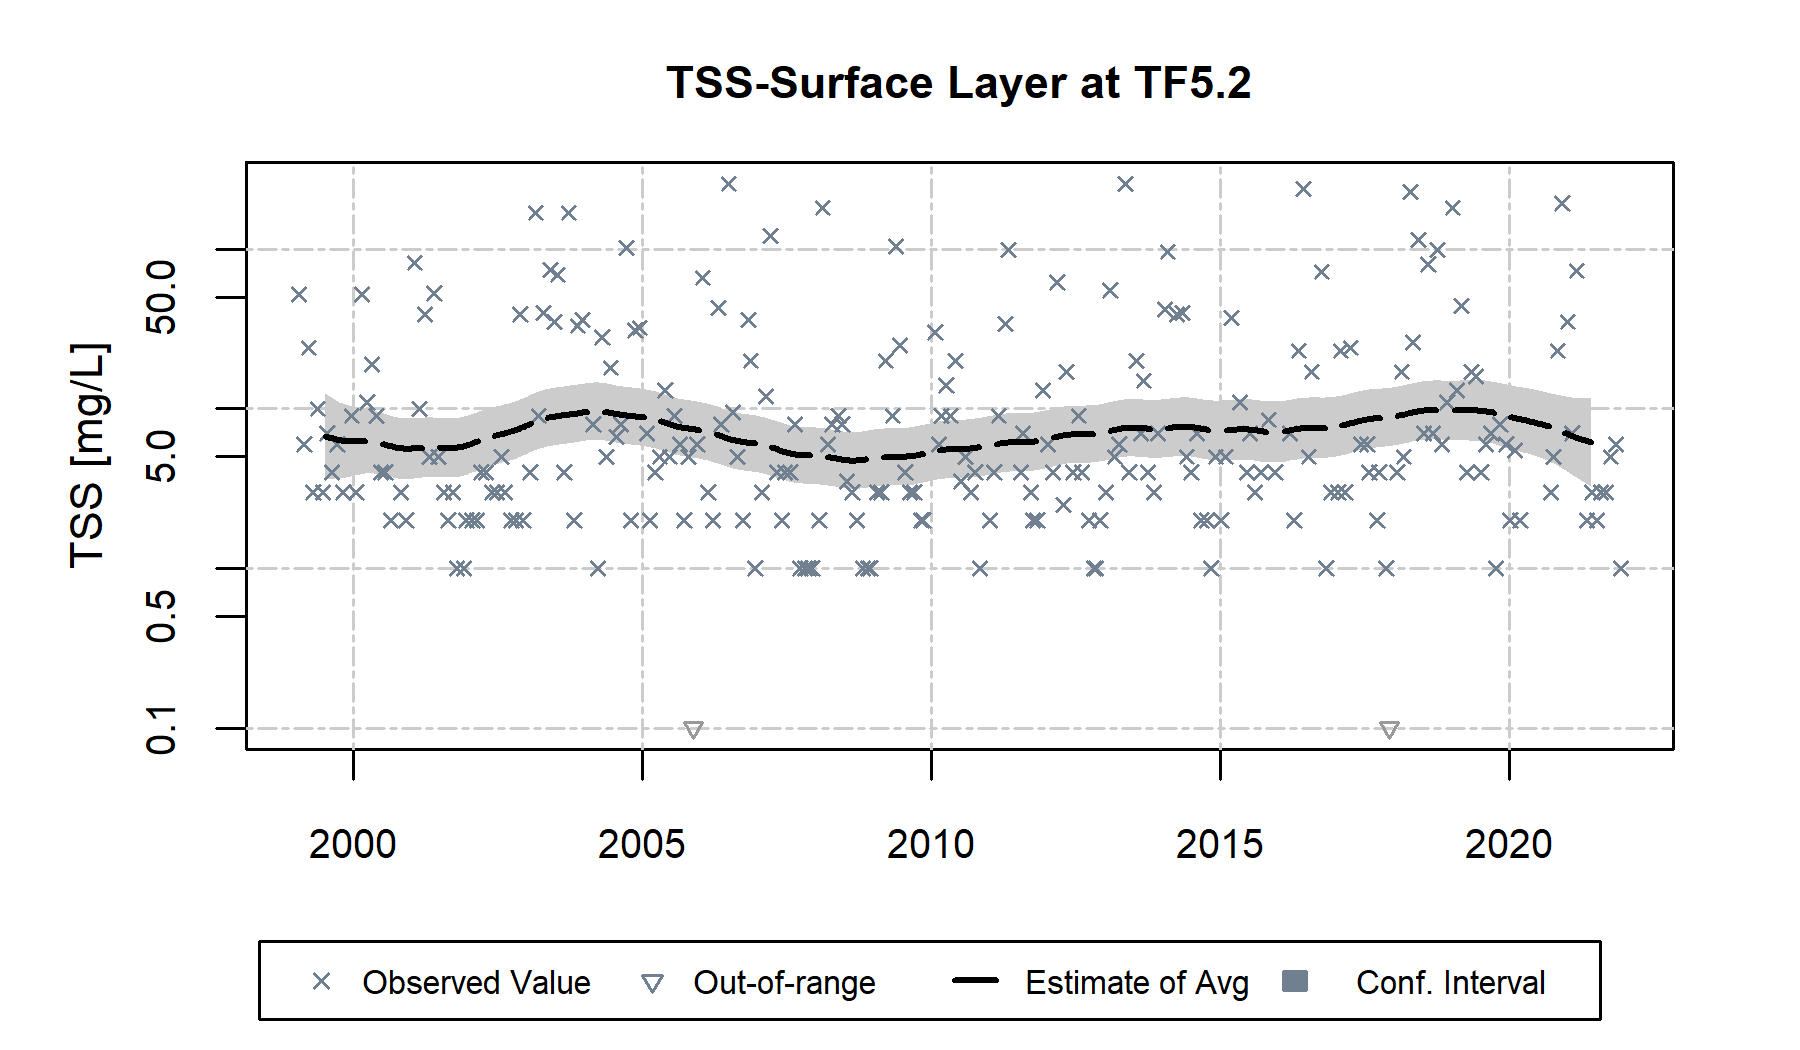 TSS-Surface Layer at TF5.2
TSS [mg/L]
50.0
5.0
0.5
0.1
2000 2005 2010 2015 2020
Observed Value Out-of-range Estimate of Avg Conf. Interval